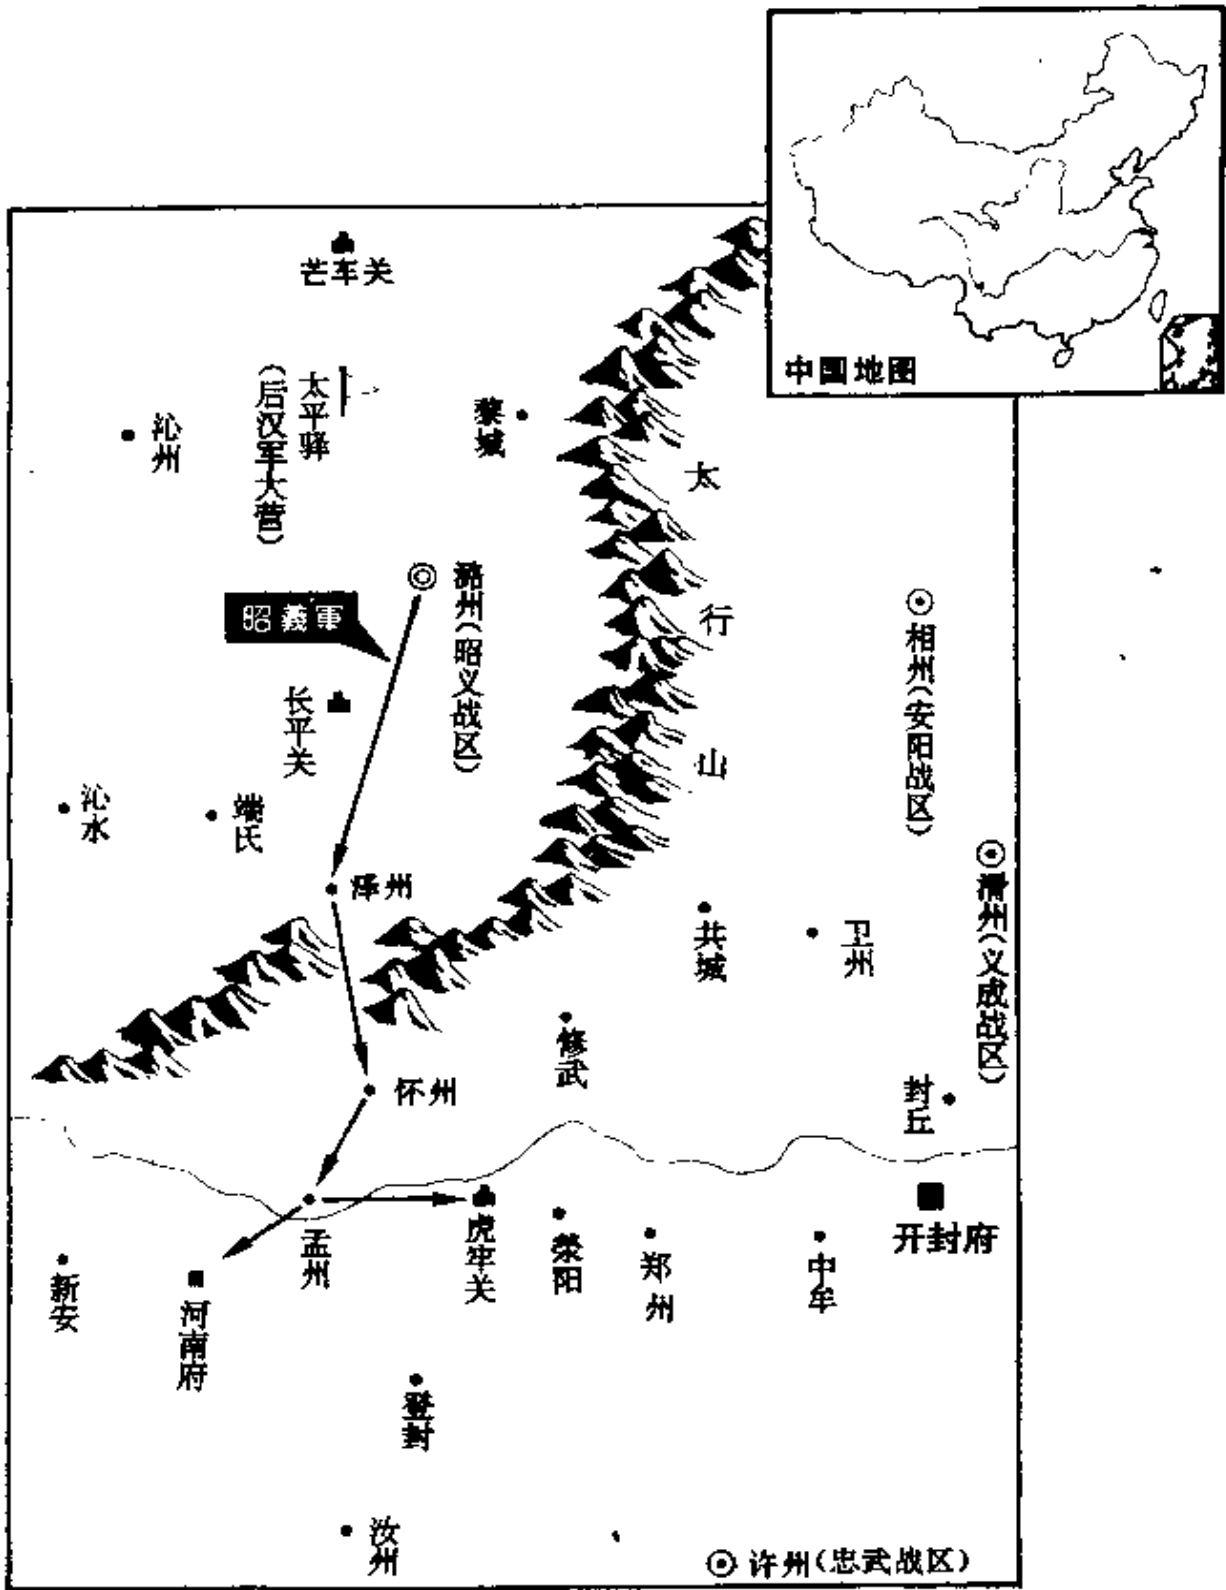 中国地图
芒车关
太平驿
(后汉军大营)
沁州
黎城
太行山
潞州(昭义战区)
昭義軍
相州(安阳战区)
长平关
沁水
端氏
泽州
滑州(义成战区)
共城
卫州
修武
怀州
封丘
开封府
孟州
虎牢关
荥阳
郑州
中牟
新安
河南府
登封
汝州
许州(忠武战区)